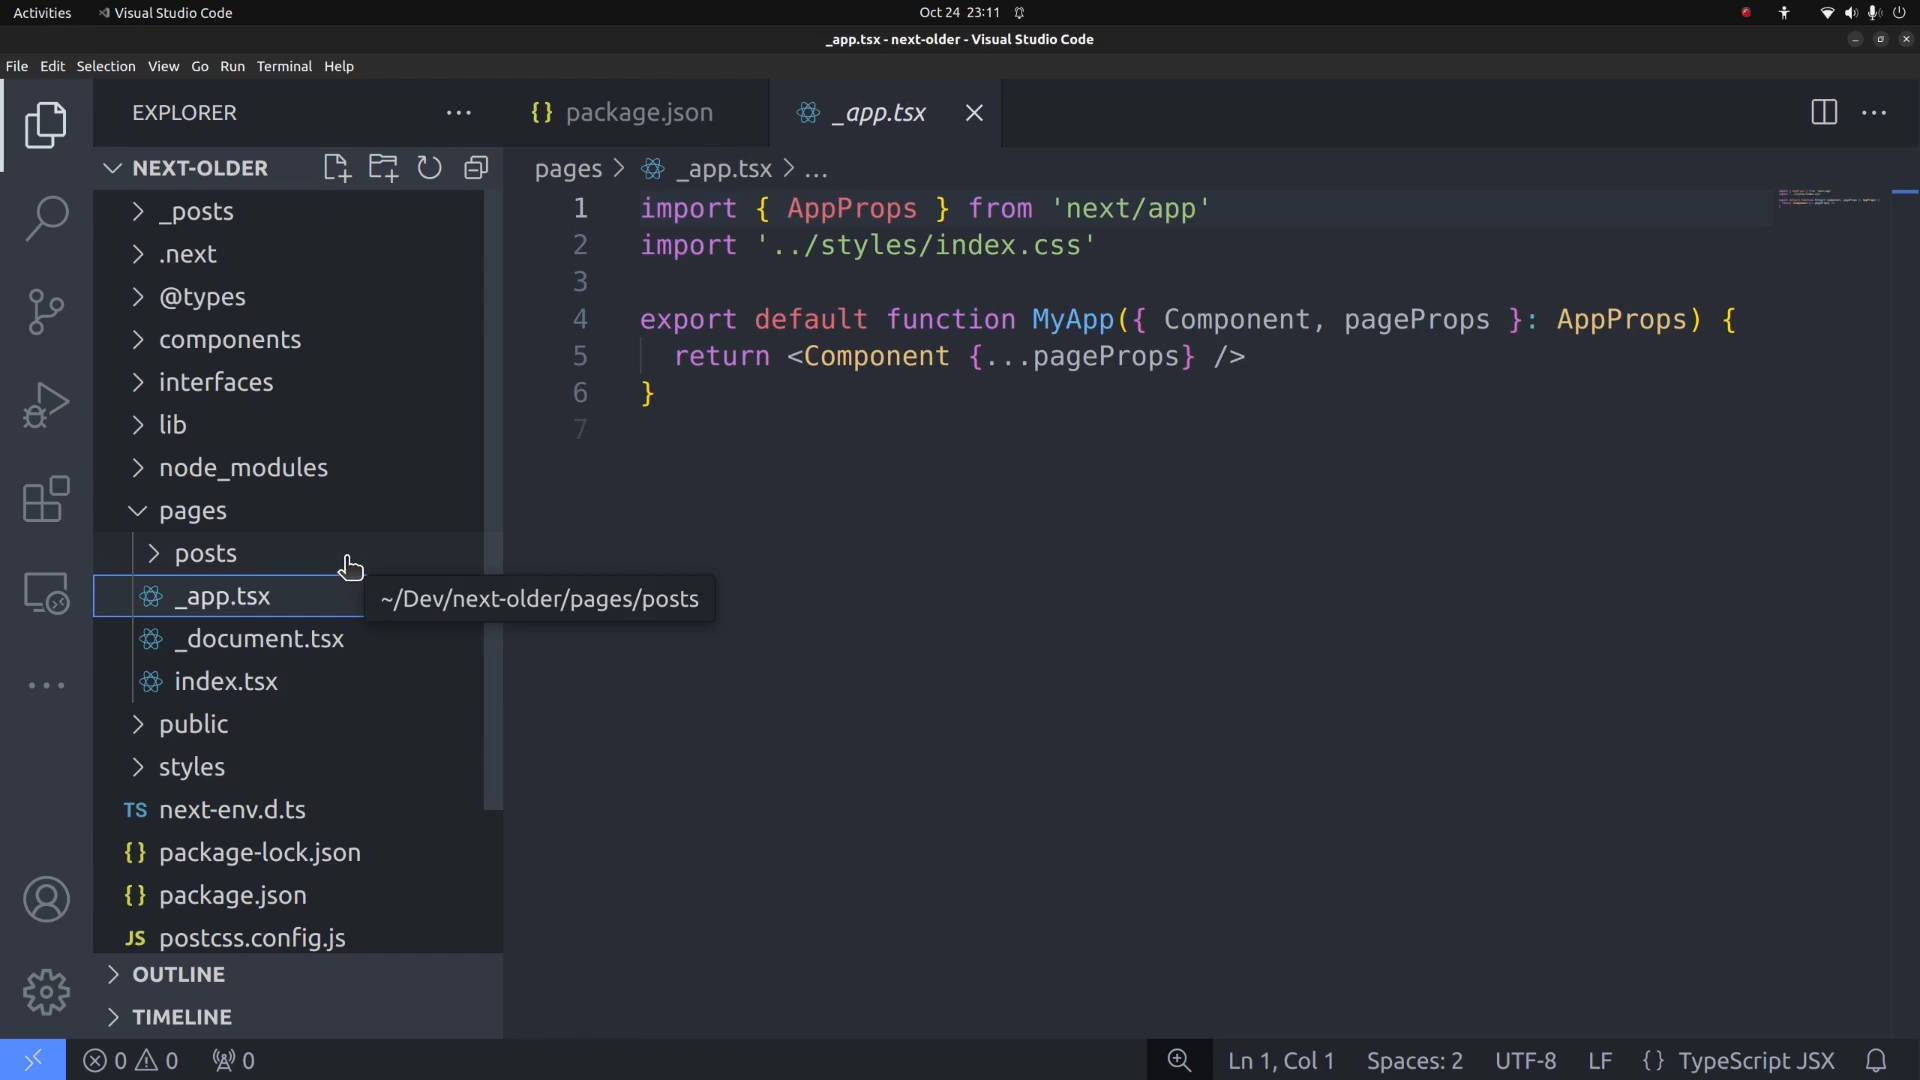 Activities
Visual Studio Code
Oct 24 23:11
_app.tsx - next-older - Visual Studio Code
File Edit Selection View Go Run Terminal Help
EXPLORER
{} package.json
_app.tsx
NEXT-OLDER
_posts
.next
@types
components
interfaces
lib
node_modules
pages
posts
_app.tsx
_document.tsx
index.tsx
public
styles
TS next-env.d.ts
{} package-lock.json
{} package.json
JS postcss.config.js
OUTLINE
TIMELINE
~/Dev/next-older/pages/posts
pages > _app.tsx > ...
1 import { AppProps } from 'next/app'
2 import '../styles/index.css'
3
4 export default function MyApp({ Component, pageProps }: AppProps) {
5 return <Component {...pageProps} />
6 }
7
0 0 0
Ln 1, Col 1 Spaces: 2 UTF-8 LF {} TypeScript JSX